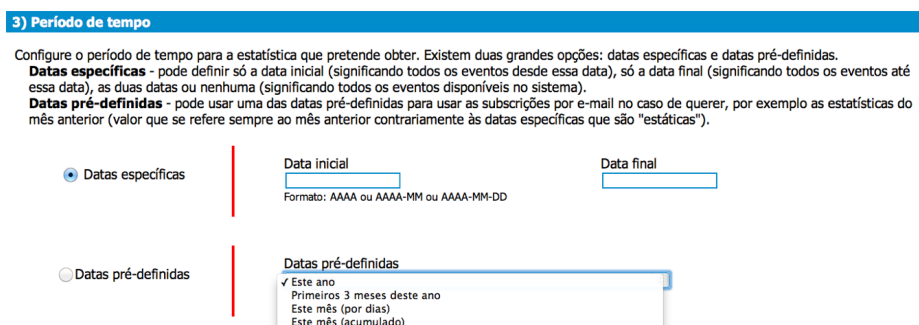 3) Período de tempo
Configure o período de tempo para a estatística que pretende obter. Existem duas grandes opções: datas específicas e datas pré-definidas.
Datas específicas - pode definir só a data inicial (significando todos os eventos desde essa data), só a data final (significando todos os eventos até
essa data), as duas datas ou nenhuma (significando todos os eventos disponíveis no sistema).
Datas pré-definidas - pode usar uma das datas pré-definidas para usar as subscrições por e-mail no caso de querer, por exemplo as estatísticas do
mês anterior (valor que se refere sempre ao mês anterior contrariamente às datas específicas que são "estáticas").
Datas específicas
Data inicial
Data final
Formato: AAAA ou AAAA-MM ou AAAA-MM-DD
Datas pré-definidas
Datas pré-definidas
✓ Este ano
Primeiros 3 meses deste ano
Este mês (por dias)
Este mês (acumulado)